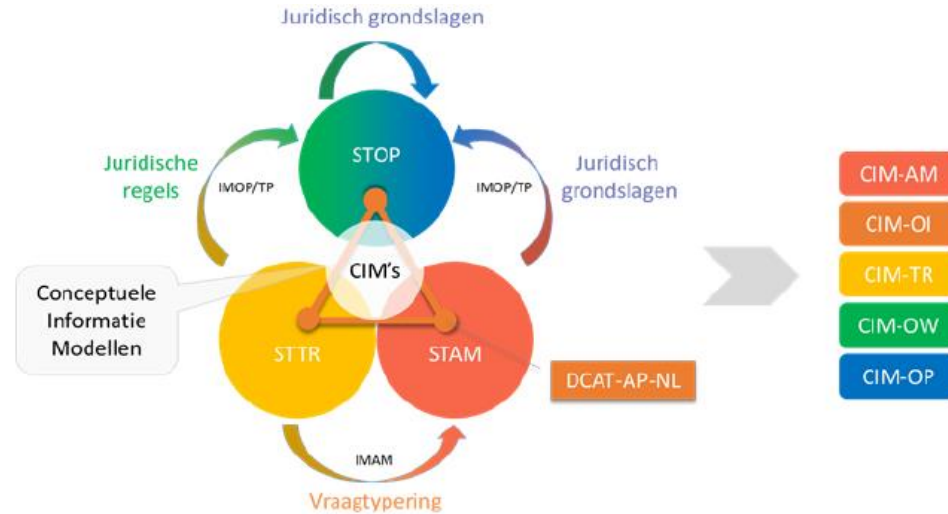 Juridisch grondslagen
STOP
Juridische
regels
IMOP/TP
IMOP/TP
Juridisch
grondslagen
CIM's
Conceptuele
Informatie
Modellen
STTR
STAM
DCAT-AP-NL
IMAM
Vraagtypering
CIM-AM
CIM-OI
CIM-TR
CIM-OW
CIM-OP